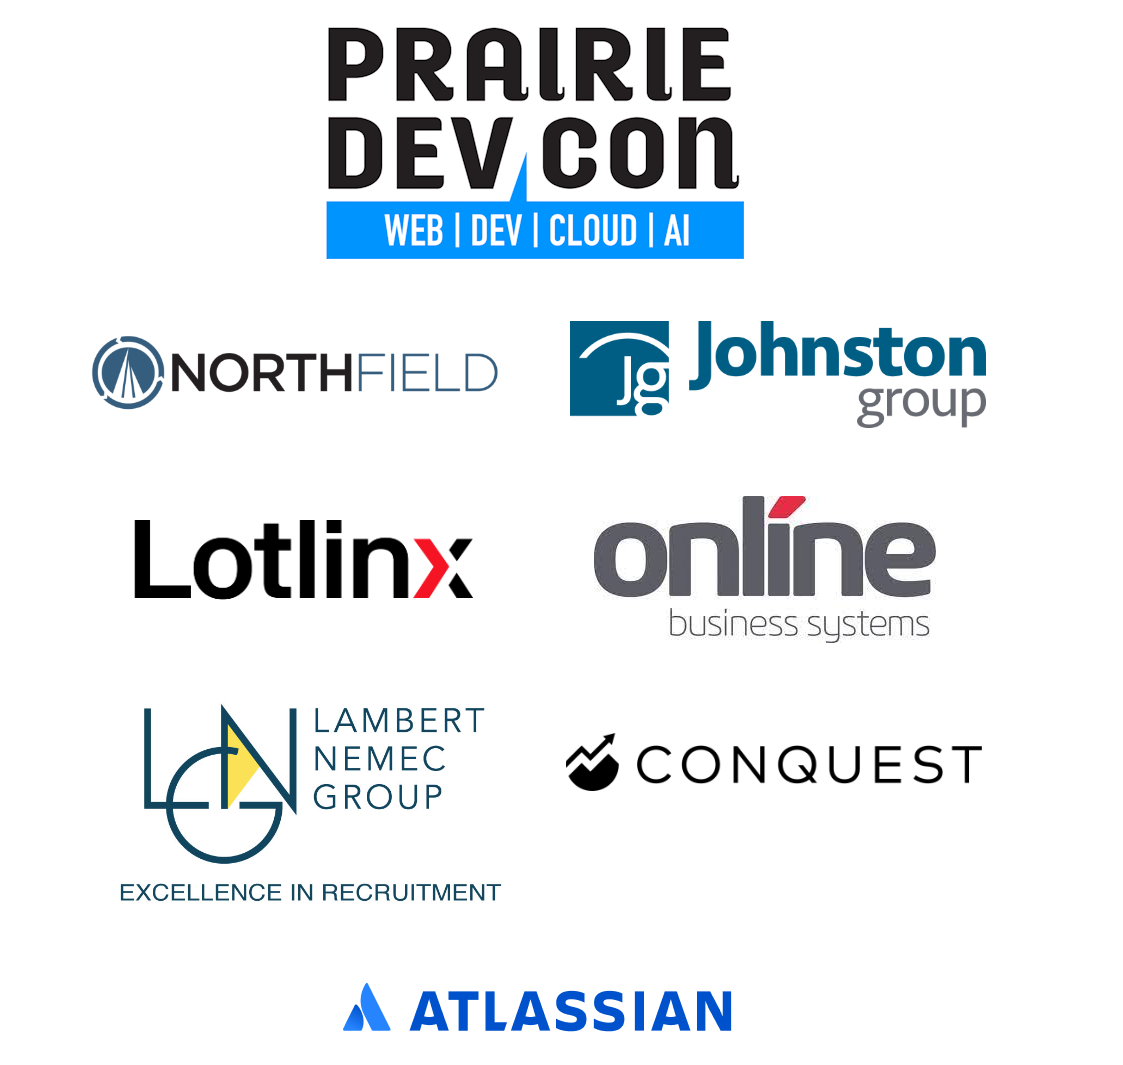 PRAIRIE
DEV CON
WEB | DEV | CLOUD | AI
NORTHFIELD
Jg
Johnston
group
Lotlinx
online
business systems
LGN
LAMBERT
NEMEC
GROUP
EXCELLENCE IN RECRUITMENT
CONQUEST
ATLASSIAN